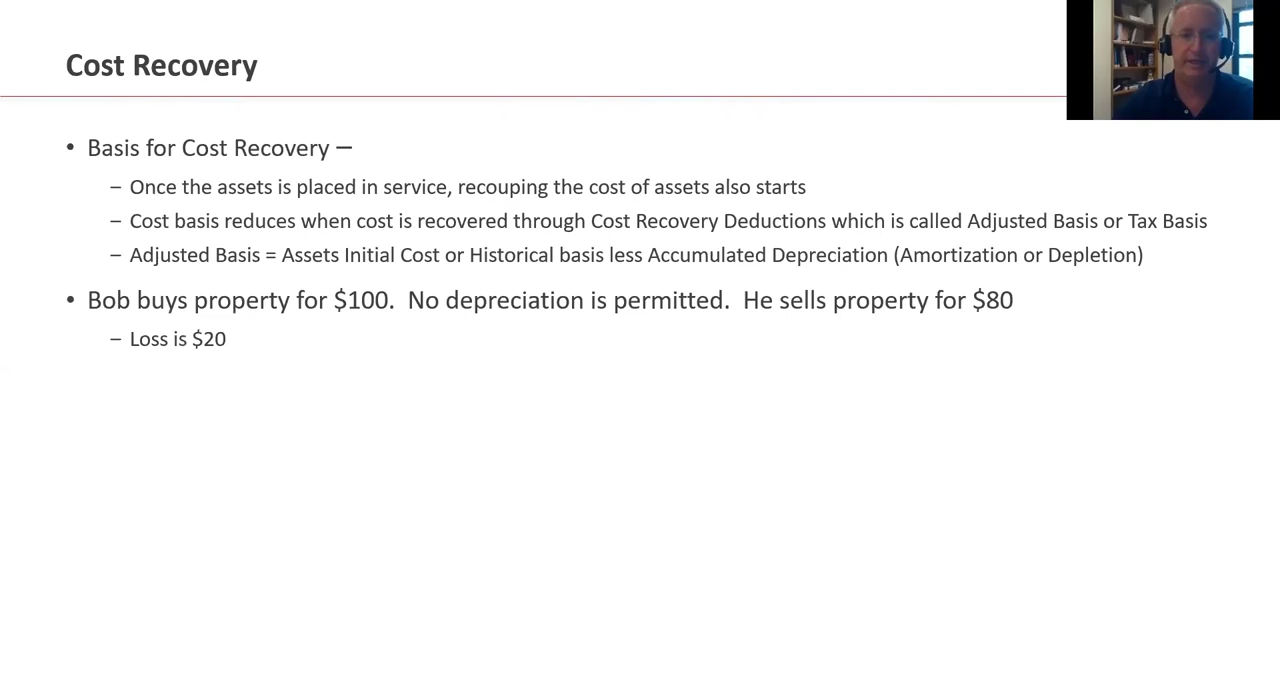 Cost Recovery
• Basis for Cost Recovery –
– Once the assets is placed in service, recouping the cost of assets also starts
– Cost basis reduces when cost is recovered through Cost Recovery Deductions which is called Adjusted Basis or Tax Basis
– Adjusted Basis = Assets Initial Cost or Historical basis less Accumulated Depreciation (Amortization or Depletion)
• Bob buys property for $100. No depreciation is permitted. He sells property for $80
– Loss is $20